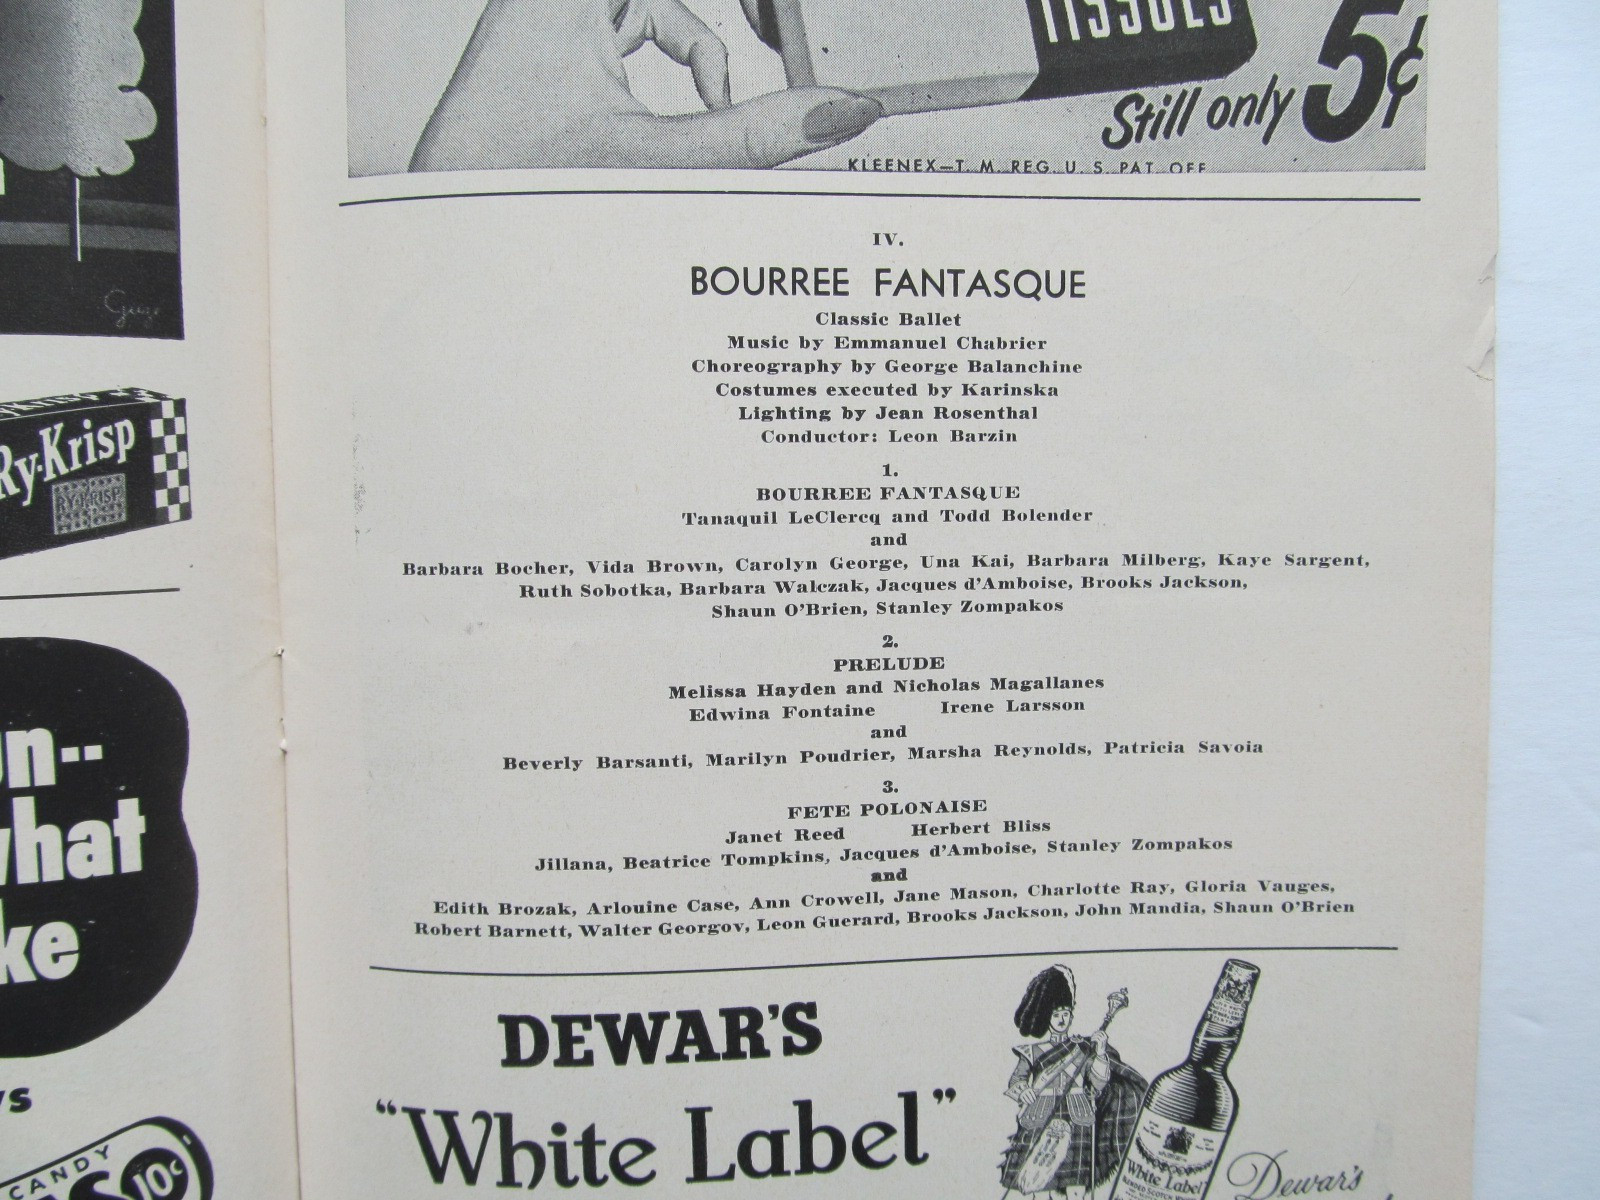 TISSUES
Still only 5¢
KLEENEX—T. M. REG. U. S. PAT. OFF.
IV.
BOURREE FANTASQUE
Classic Ballet
Music by Emmanuel Chabrier
Choreography by George Balanchine
Costumes executed by Karinska
Lighting by Jean Rosenthal
Conductor: Leon Barzin
1.
BOURREE FANTASQUE
Tanaquil LeClercq and Todd Bolender
and
Barbara Bocher, Vida Brown, Carolyn George, Una Kai, Barbara Milberg, Kaye Sargent,
Ruth Sobotka, Barbara Walczak, Jacques d'Amboise, Brooks Jackson,
Shaun O'Brien, Stanley Zompakos
2.
PRELUDE
Melissa Hayden and Nicholas Magallanes
Edwina Fontaine Irene Larsson
and
Beverly Barsanti, Marilyn Poudrier, Marsha Reynolds, Patricia Savoia
3.
FETE POLONAISE
Janet Reed Herbert Bliss
Jillana, Beatrice Tompkins, Jacques d'Amboise, Stanley Zompakos
and
Edith Brozak, Arlouine Case, Ann Crowell, Jane Mason, Charlotte Ray, Gloria Vauges,
Robert Barnett, Walter Georgov, Leon Guerard, Brooks Jackson, John Mandia, Shaun O'Brien
DEWAR'S
"White Label"
White Label
Dewar's
Ry-Krisp
RY-KRISP
what
CANDY
10¢